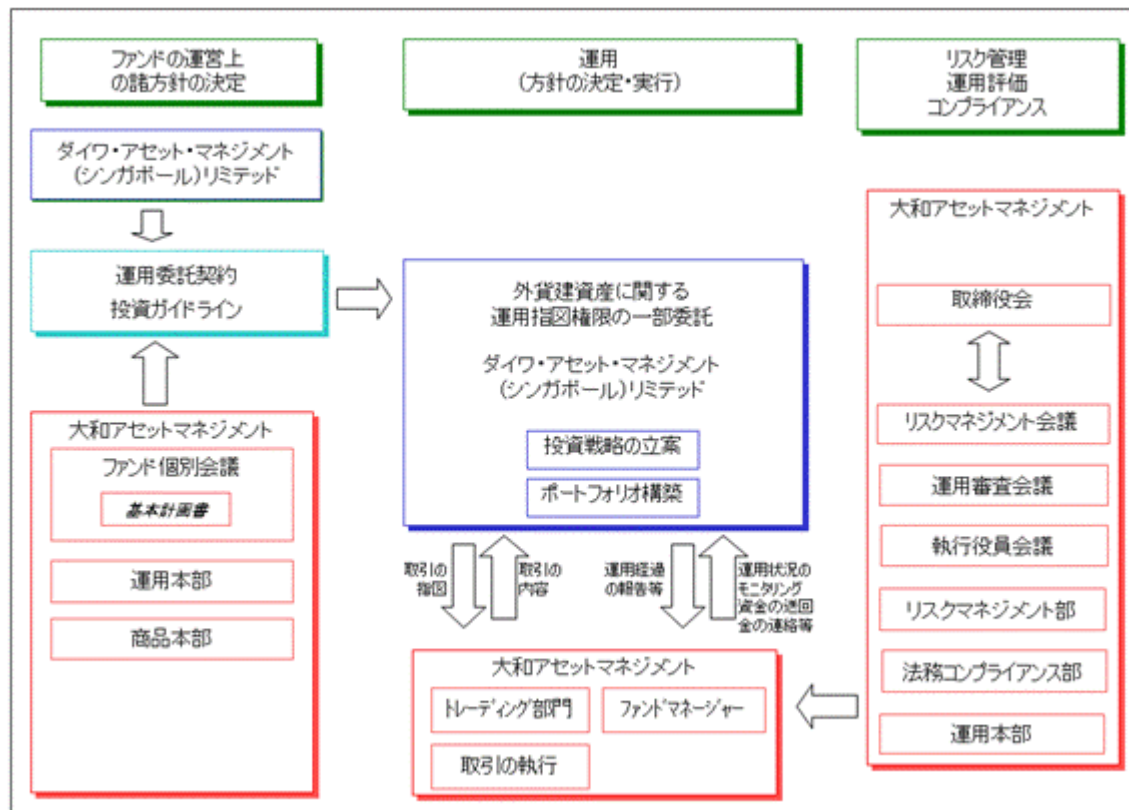 ファンドの運営上
の諸方針の決定
運用
(方針の決定・実行)
リスク管理
運用評価
コンプライアンス
ダイワ・アセット・マネジメント
(シンガポール)リミテッド
運用委託契約
投資ガイドライン
大和アセットマネジメント
ファンド個別会議
基本計画書
運用本部
商品本部
外貨建資産に関する
運用指図権限の一部委託
ダイワ・アセット・マネジメント
(シンガポール)リミテッド
投資戦略の立案
ポートフォリオ構築
取引の
指図
取引の
内容
運用経過
の報告等
運用状況の
モニタリング
資金の送回
金の連絡等
大和アセットマネジメント
トレーディング部門
ファンドマネージャー
取引の執行
大和アセットマネジメント
取締役会
リスクマネジメント会議
運用審査会議
執行役員会議
リスクマネジメント部
法務コンプライアンス部
運用本部